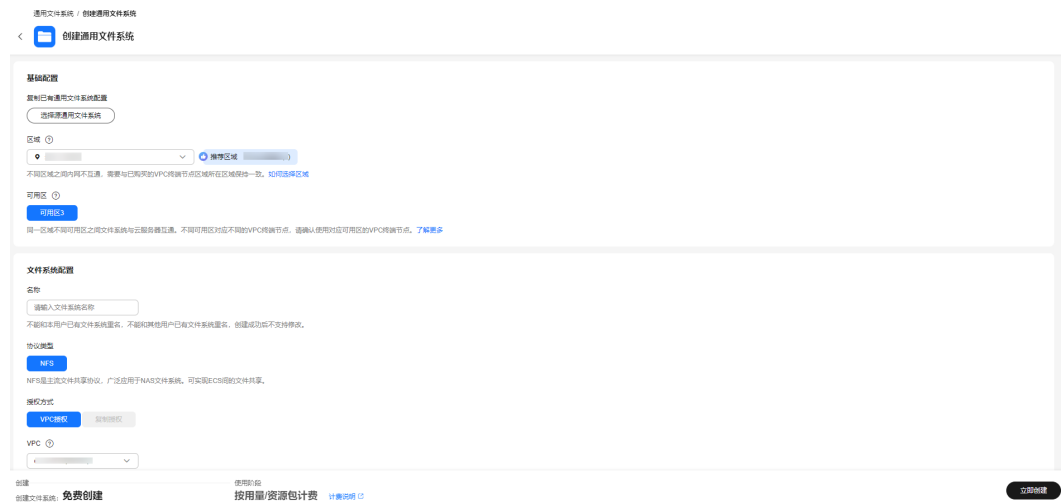 通用文件系统 / 创建通用文件系统
创建通用文件系统
基础配置
复制已有通用文件系统配置
选择源通用文件系统
区域
推荐区域
不同区域之间内网不互通，需要与已购买的VPC终端节点区域所在区域保持一致。如何选择区域
可用区
可用区3
同一区域不同可用区之间文件系统与云服务器互通。不同可用区对应不同的VPC终端节点，请确认使用对应可用区的VPC终端节点。了解更多
文件系统配置
名称
请输入文件系统名称
不能和本用户已有文件系统重名，不能和其他用户已有文件系统重名，创建成功后不支持修改。
协议类型
NFS
NFS是主流文件共享协议，广泛应用于NAS文件系统。可实现ECS间的文件共享。
授权方式
VPC授权
复制授权
VPC
创建
使用阶段
创建文件系统: 免费创建
按用量/资源包计费 计费说明
立即创建